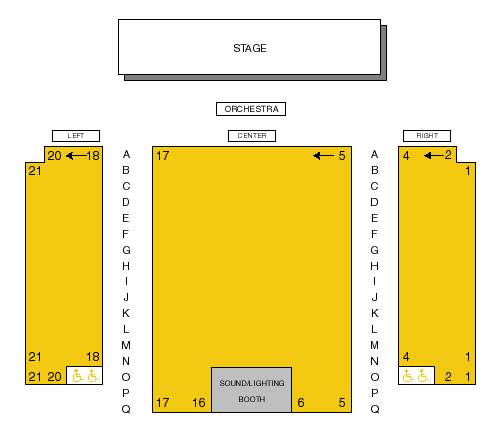 STAGE
ORCHESTRA
LEFT CENTER RIGHT
20 18 A 17 5 A 4 2
21 B B 1
C C
D D
E E
F F
G G
H H
I I
J J
K K
L L
M M
21 18 N N 4 1
21 20 O SOUND/LIGHTING O 2 1
P BOOTH P
Q 17 16 6 5 Q